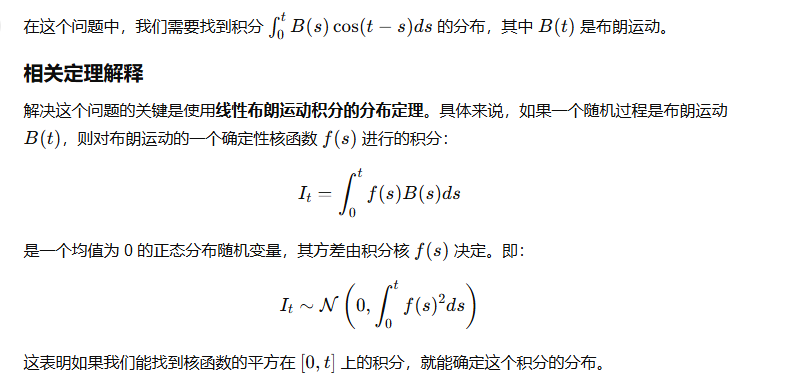 在这个问题中，我们需要找到积分 $\int_0^t B(s)\cos(t-s)ds$ 的分布，其中 $B(t)$ 是布朗运动。
相关定理解释
解决这个问题的关键是使用线性布朗运动积分的分布定理。具体来说，如果一个随机过程是布朗运动
$B(t)$，则对布朗运动的一个确定性核函数 $f(s)$ 进行的积分：
$I_t = \int_0^t f(s)B(s)ds$
是一个均值为 0 的正态分布随机变量，其方差由积分核 $f(s)$ 决定。即：
$I_t \sim \mathcal{N}\left(0, \int_0^t f(s)^2 ds\right)$
这表明如果我们能找到核函数的平方在 $[0,t]$ 上的积分，就能确定这个积分的分布。